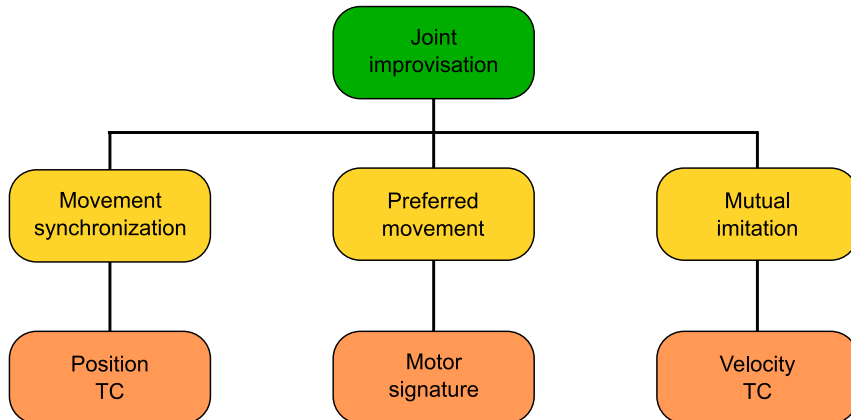 Joint
improvisation
Movement
synchronization
Preferred
movement
Mutual
imitation
Position
TC
Motor
signature
Velocity
TC